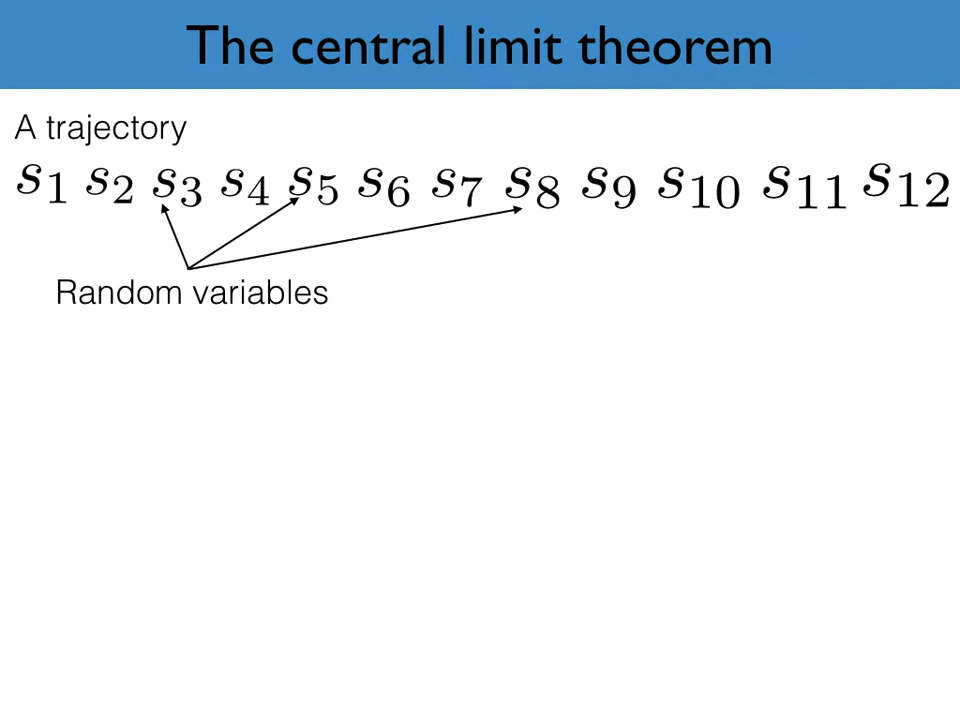 The central limit theorem
A trajectory
s₁ s₂ s₃ s₄ s₅ s₆ s₇ s₈ s₉ s₁₀ s₁₁ s₁₂
Random variables